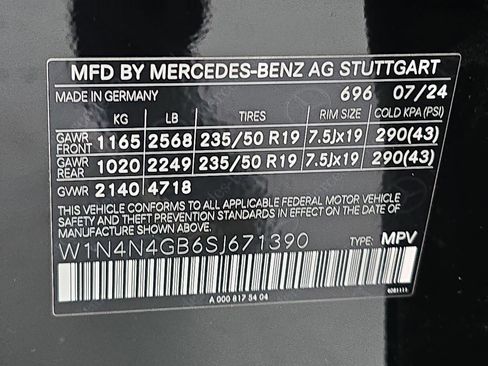 MFD BY MERCEDES-BENZ AG STUTTGART
MADE IN GERMANY 696 07/24
KG LB TIRES RIM SIZE COLD KPA (PSI)
GAWR FRONT 1165 2568 235/50 R19 7.5Jx19 290(43)
GAWR REAR 1020 2249 235/50 R19 7.5Jx19 290(43)
GVWR 2140 4718
THIS VEHICLE CONFORMS TO ALL APPLICABLE FEDERAL MOTOR VEHICLE
SAFETY, BUMPER AND THEFT PREVENTION STANDARDS IN EFFECT ON THE DATE OF
MANUFACTURE SHOWN ABOVE.
W1N4N4GB6SJ671390 TYPE: MPV
A 000 817 54 04